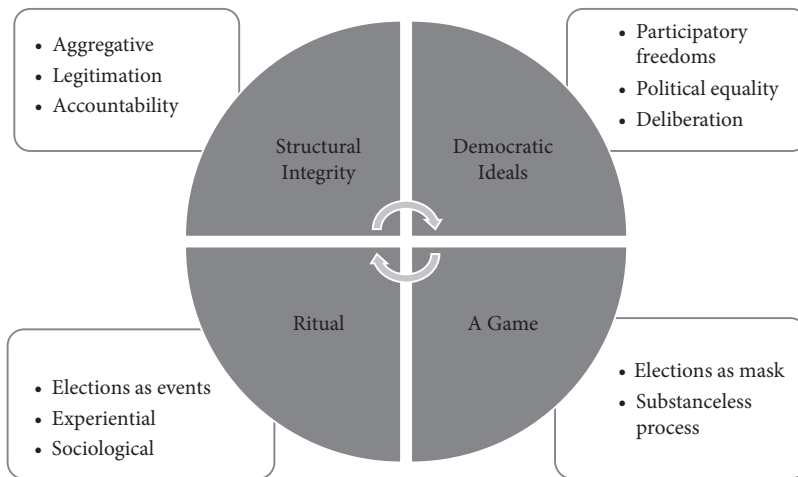 • Aggregative
• Legitimation
• Accountability
• Participatory
freedoms
• Political equality
• Deliberation
Structural
Integrity
Democratic
Ideals
Ritual
A Game
• Elections as events
• Experiential
• Sociological
• Elections as mask
• Substanceless
process